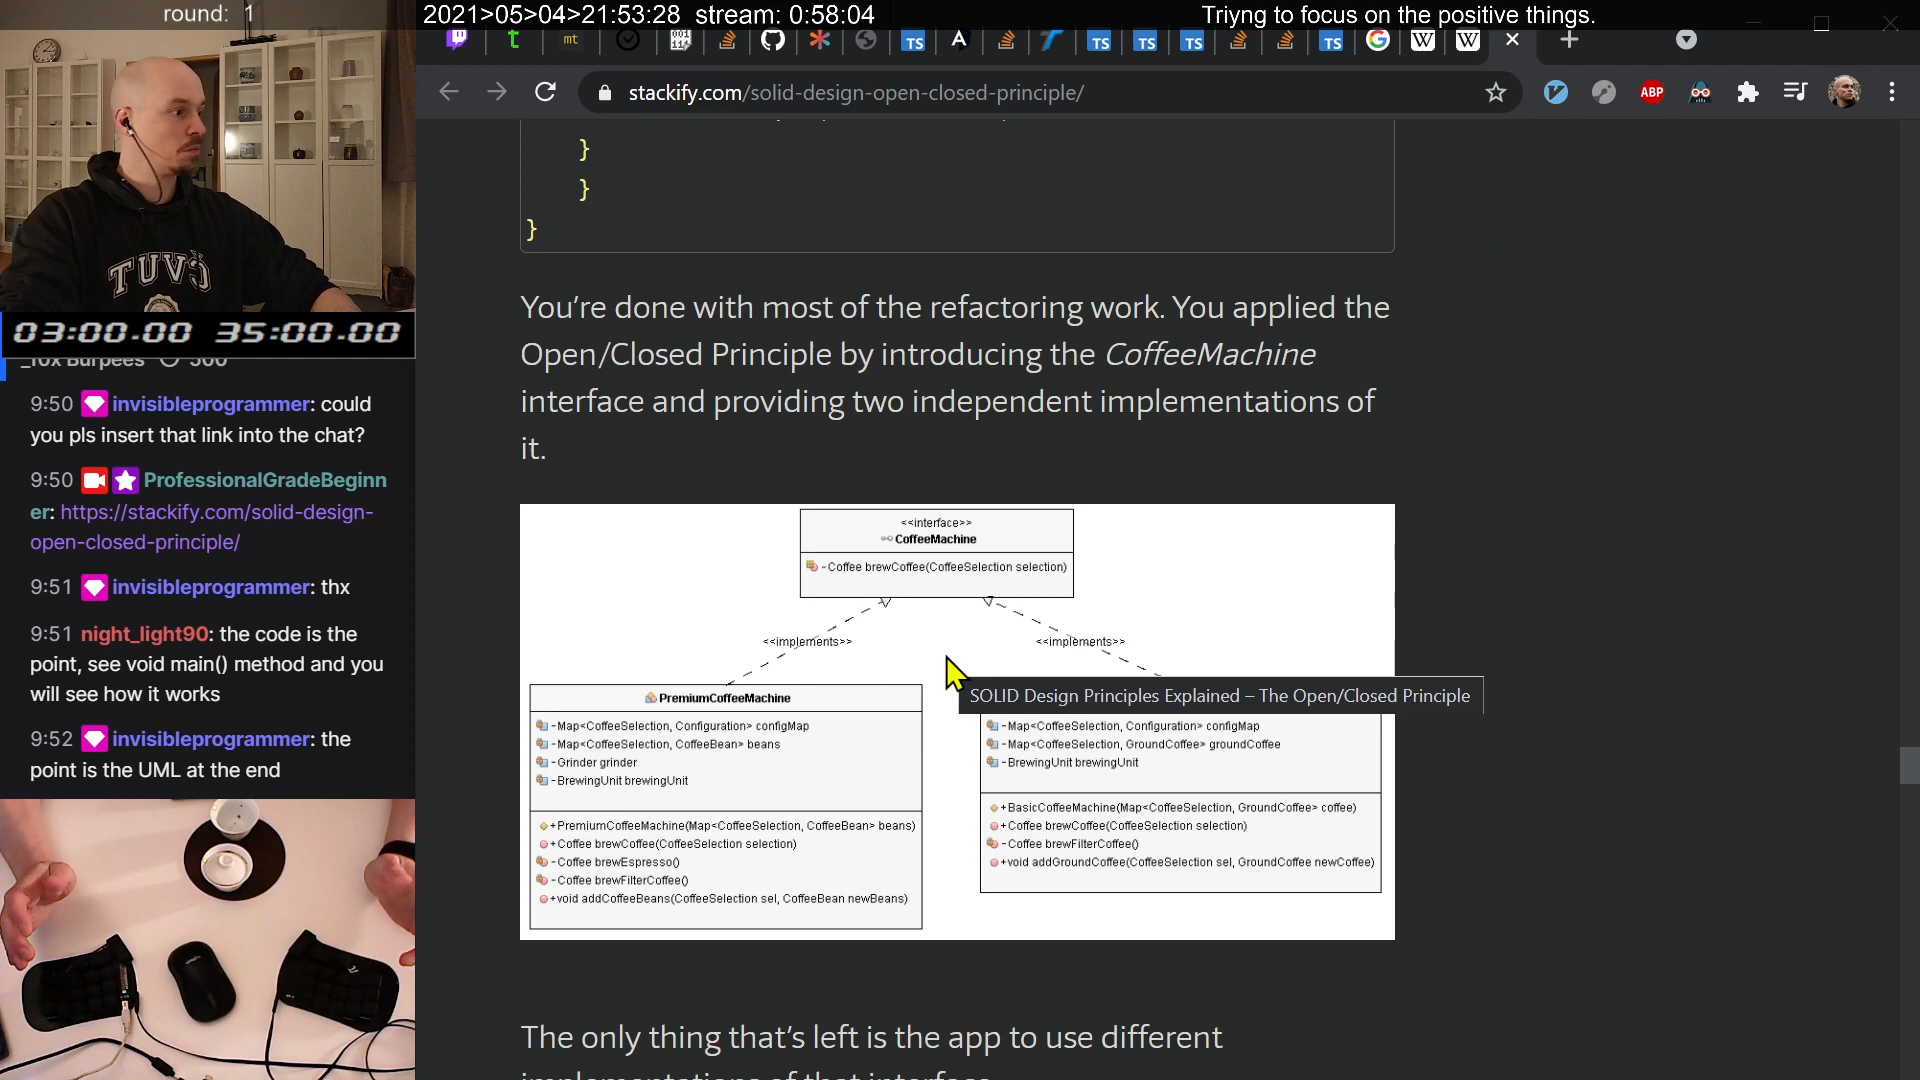 round: 1
2021>05>04>21:53:28 stream: 0:58:04
Triyng to focus on the positive things.
stackify.com/solid-design-open-closed-principle/
ABP
}
}
}
You're done with most of the refactoring work. You applied the
Open/Closed Principle by introducing the CoffeeMachine
interface and providing two independent implementations of
it.
<<interface>>
CoffeeMachine
~Coffee brewCoffee(CoffeeSelection selection)
<<implements>>
<<implements>>
SOLID Design Principles Explained – The Open/Closed Principle
PremiumCoffeeMachine
-Map<CoffeeSelection, Configuration> configMap
-Map<CoffeeSelection, CoffeeBean> beans
-Grinder grinder
-BrewingUnit brewingUnit
+PremiumCoffeeMachine(Map<CoffeeSelection, CoffeeBean> beans)
+Coffee brewCoffee(CoffeeSelection selection)
-Coffee brewEspresso()
-Coffee brewFilterCoffee()
+void addCoffeeBeans(CoffeeSelection sel, CoffeeBean newBeans)
-Map<CoffeeSelection, Configuration> configMap
-Map<CoffeeSelection, GroundCoffee> groundCoffee
-BrewingUnit brewingUnit
+BasicCoffeeMachine(Map<CoffeeSelection, GroundCoffee> coffee)
+Coffee brewCoffee(CoffeeSelection selection)
-Coffee brewFilterCoffee()
+void addGroundCoffee(CoffeeSelection sel, GroundCoffee newCoffee)
The only thing that's left is the app to use different
implementations of that interface.
03:00.00 35:00.00
_10x Burpees 500
9:50 invisibleprogrammer: could
you pls insert that link into the chat?
9:50 ProfessionalGradeBeginn
er: https://stackify.com/solid-design-
open-closed-principle/
9:51 invisibleprogrammer: thx
9:51 night_light90: the code is the
point, see void main() method and you
will see how it works
9:52 invisibleprogrammer: the
point is the UML at the end